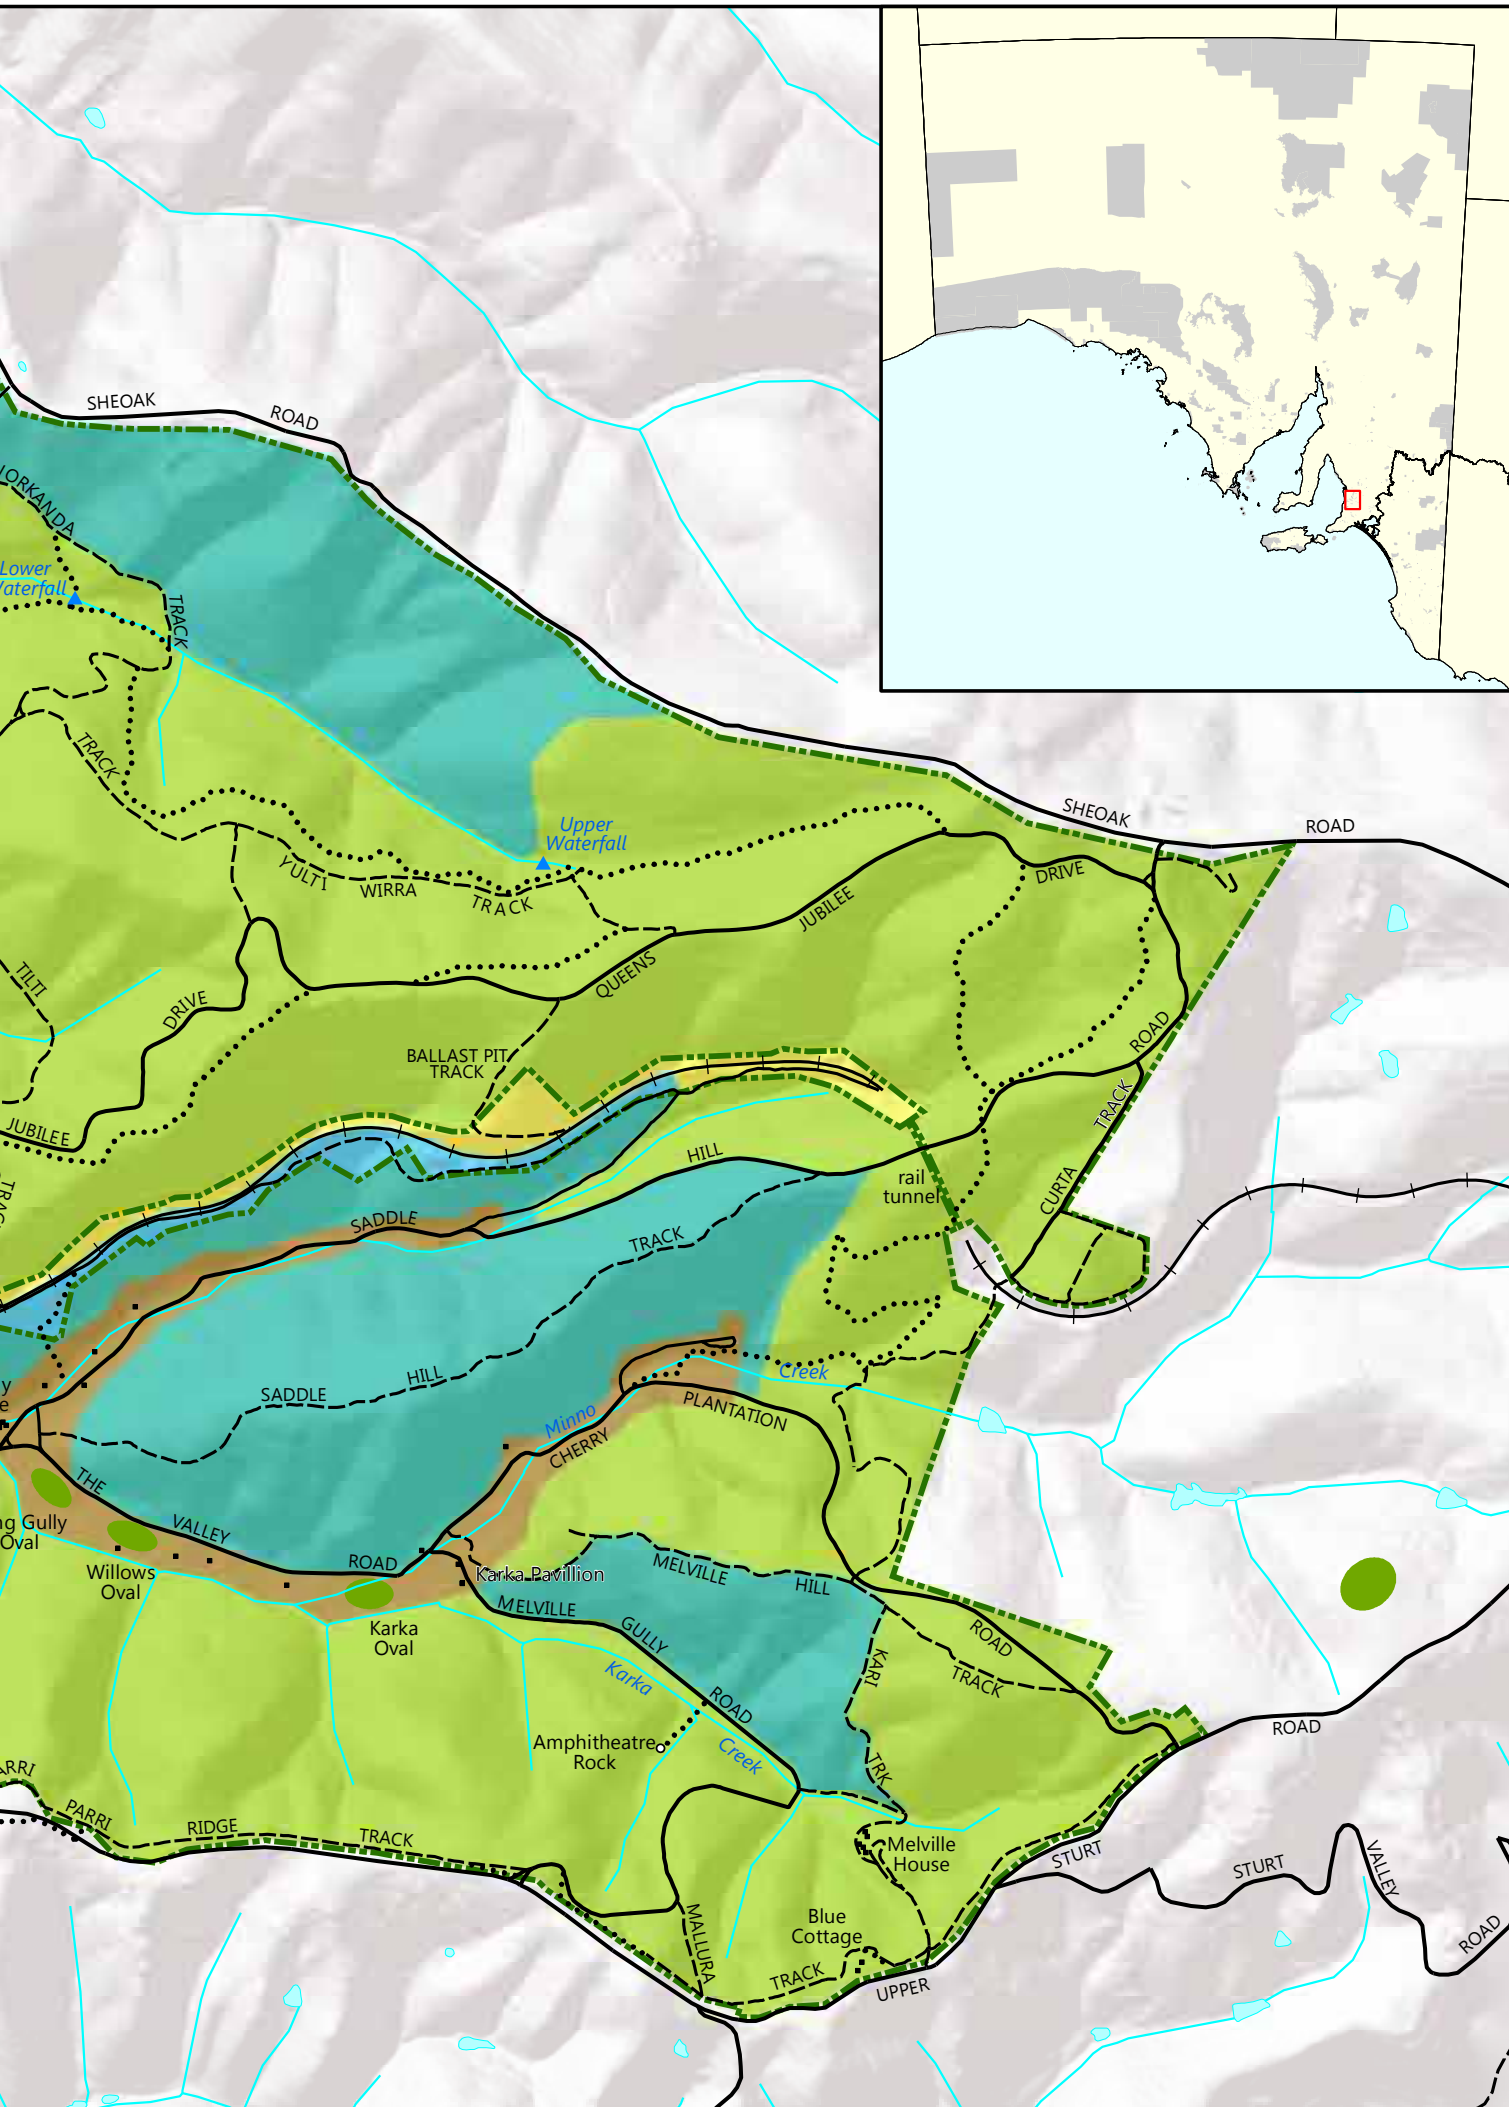 SHEOAK
ROAD
TRACK
Lower
SHEOAK
ROAD
TRACK
Upper
Waterfall
YULTI
WIRRA
TRACK
DRIVE
JUBILEE
QUEENS
TILTI
DRIVE
ROAD
BALLAST PIT
TRACK
TRACK
JUBILEE
HILL
rail
tunnel
CURTA
SADDLE
TRACK
HILL
SADDLE
Creek
PLANTATION
Minno
CHERRY
THE
VALLEY
Gully
Oval
Willows
Oval
ROAD
Karka Pavillion
MELVILLE
HILL
MELVILLE
GULLY
Karka
Oval
ROAD
KARI
TRACK
Karka
ROAD
ROAD
Amphitheatre
Rock
Creek
TRK
PARRI
RIDGE
TRACK
Melville
House
STURT
STURT
VALLEY
ROAD
Blue
Cottage
MALLURA
TRACK
UPPER